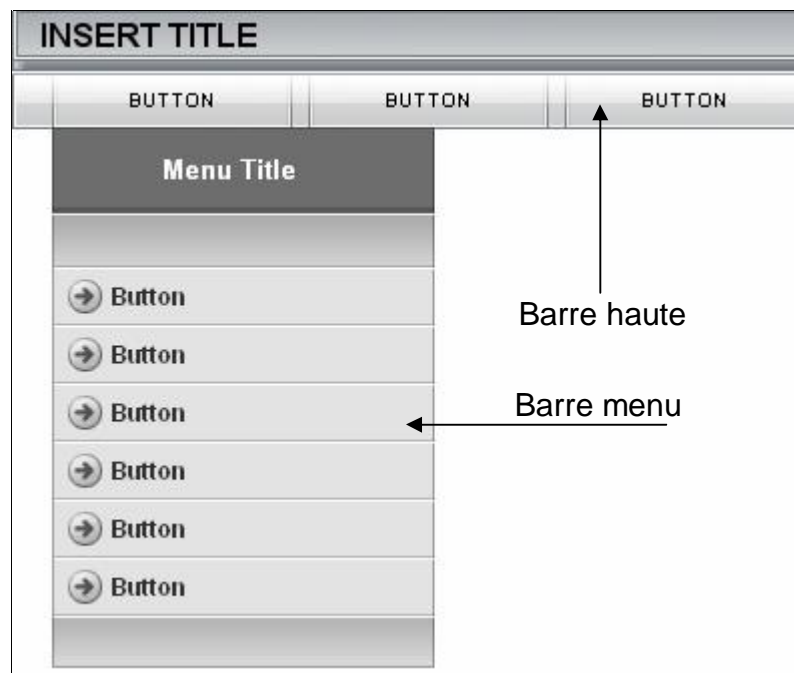 INSERT TITLE
BUTTON BUTTON BUTTON
Menu Title
Button
Barre haute
Button
Barre menu
Button
Button
Button
Button